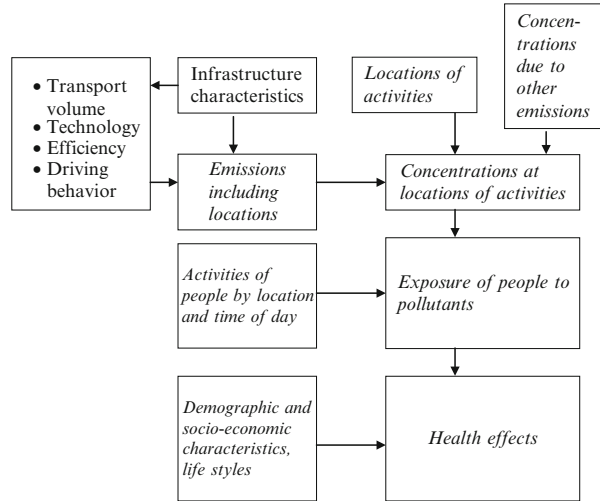 • Transport
volume
• Technology
• Efficiency
• Driving
behavior
Infrastructure
characteristics
Locations of
activities
Concen-
trations
due to
other
emissions
Emissions
including
locations
Concentrations at
locations of activities
Activities of
people by location
and time of day
Exposure of people to
pollutants
Demographic and
socio-economic
characteristics,
life styles
Health effects